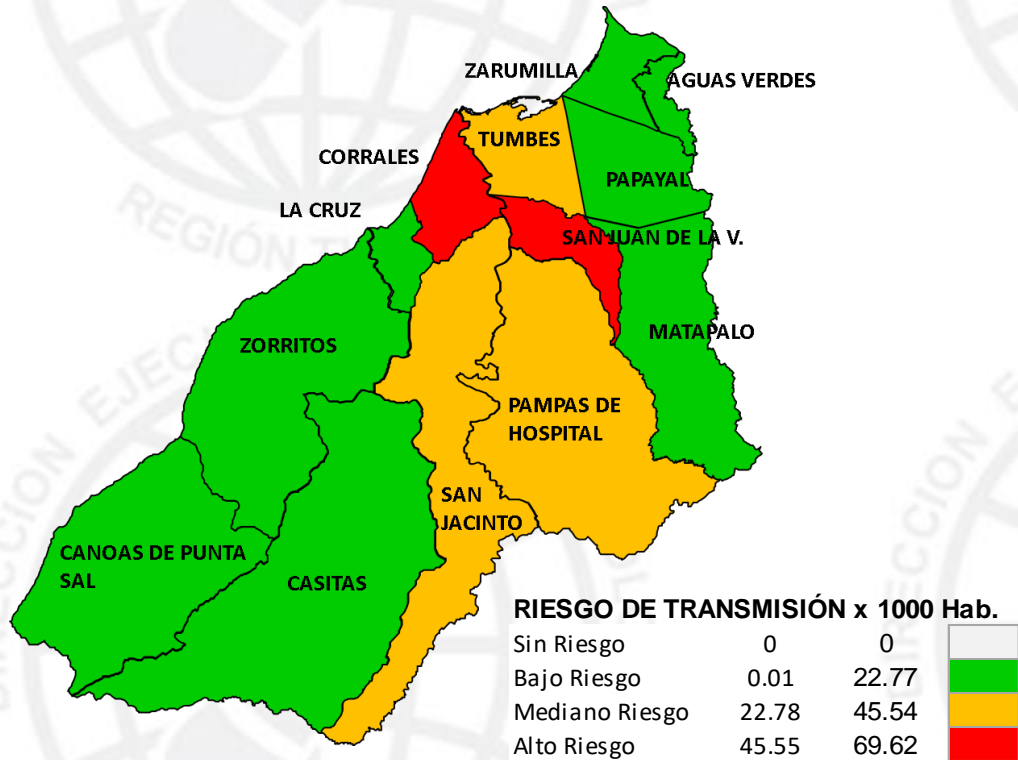 ZARUMILLA
AGUAS VERDES
TUMBES
CORRALES
PAPAYAL
LA CRUZ
SAN JUAN DE LA V.
MATAPALO
ZORRITOS
PAMPAS DE
HOSPITAL
SAN
JACINTO
CANOAS DE PUNTA
SAL
CASITAS
RIESGO DE TRANSMISIÓN x 1000 Hab.
Sin Riesgo 0 0
Bajo Riesgo 0.01 22.77
Mediano Riesgo 22.78 45.54
Alto Riesgo 45.55 69.62
REGIÓN